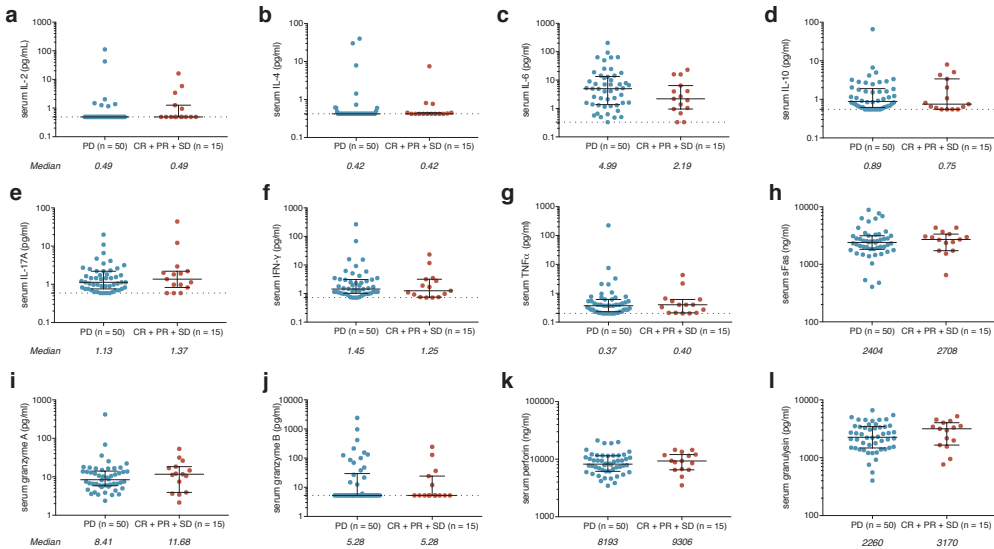 a
serum IL-2 (pg/mL)
1000
100
10
1
0.1
PD (n = 50) CR + PR + SD (n = 15)
Median 0.49 0.49
b
serum IL-4 (pg/ml)
100
10
1
0.1
PD (n = 50) CR + PR + SD (n = 15)
0.42 0.42
c
serum IL-6 (pg/ml)
1000
100
10
1
0.1
PD (n = 50) CR + PR + SD (n = 15)
4.99 2.19
d
serum IL-10 (pg/ml)
100
10
1
0.1
PD (n = 50) CR + PR + SD (n = 15)
0.89 0.75
e
serum IL-17A (pg/ml)
100
10
1
0.1
PD (n = 50) CR + PR + SD (n = 15)
Median 1.13 1.37
f
serum IFN-γ (pg/ml)
1000
100
10
1
0.1
PD (n = 50) CR + PR + SD (n = 15)
1.45 1.25
g
serum TNFα (pg/ml)
1000
100
10
1
0.1
PD (n = 50) CR + PR + SD (n = 15)
0.37 0.40
h
serum sFas (pg/ml)
10000
1000
100
PD (n = 50) CR + PR + SD (n = 15)
2404 2708
i
serum granzyme A (pg/ml)
1000
100
10
1
PD (n = 50) CR + PR + SD (n = 15)
Median 8.41 11.68
j
serum granzyme B (pg/ml)
10000
1000
100
10
1
PD (n = 50) CR + PR + SD (n = 15)
5.28 5.28
k
serum perforin (pg/ml)
100000
10000
1000
PD (n = 50) CR + PR + SD (n = 15)
8193 9306
l
serum granulysin (pg/ml)
10000
1000
100
PD (n = 50) CR + PR + SD (n = 15)
2260 3170